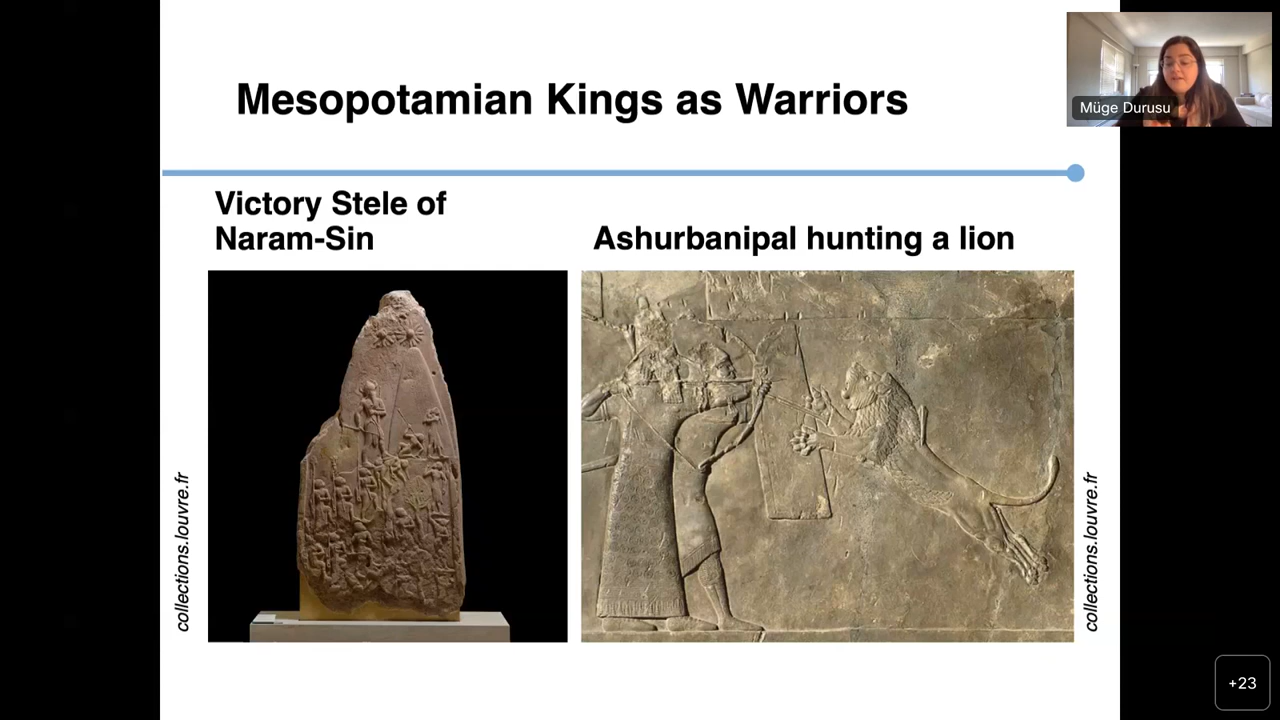 Mesopotamian Kings as Warriors
Müge Durusu
Victory Stele of
Naram-Sin
Ashurbanipal hunting a lion
collections.louvre.fr
collections.louvre.fr
+23